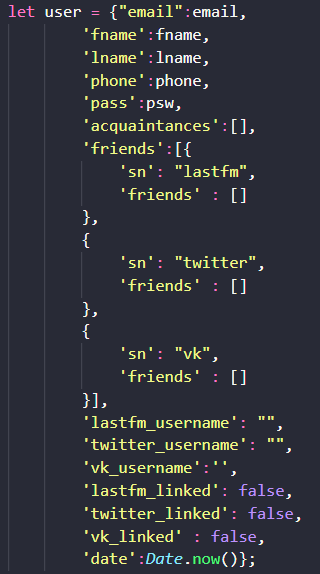 let user = {"email":email,
'fname':fname,
'lname':lname,
'phone':phone,
'pass':psw,
'acquaintances':[],
'friends':[{
'sn': "lastfm",
'friends' : []
},
{
'sn': "twitter",
'friends' : []
},
{
'sn': "vk",
'friends' : []
}],
'lastfm_username': "",
'twitter_username': "",
'vk_username':'',
'lastfm_linked': false,
'twitter_linked': false,
'vk_linked' : false,
'date':Date.now()};